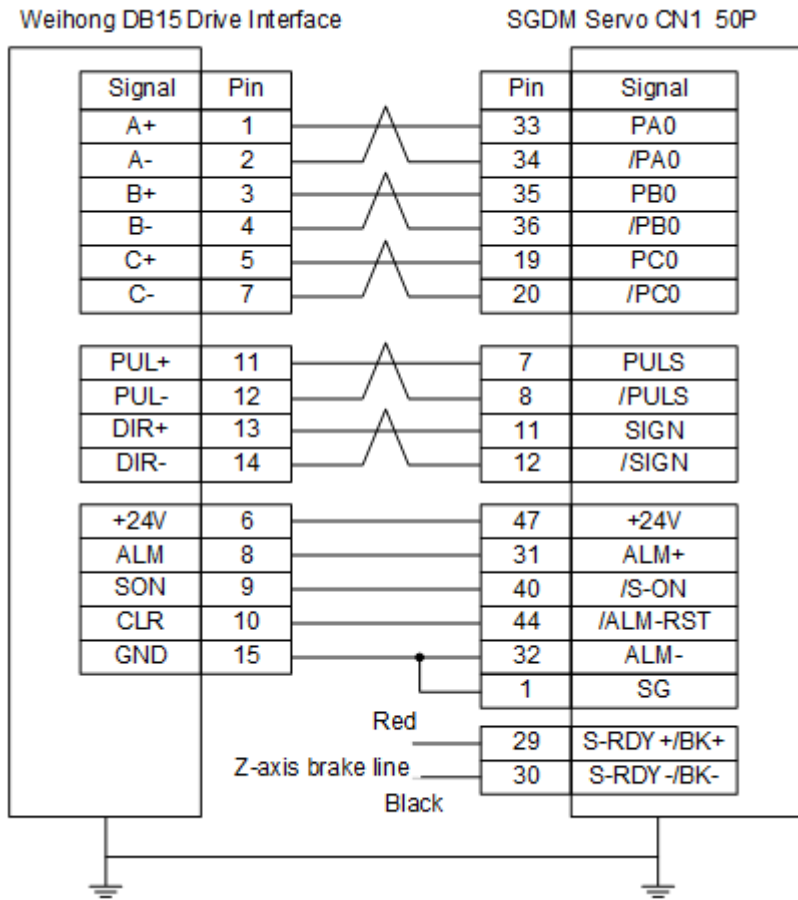 Weihong DB15 Drive Interface SGDM Servo CN1 50P
Signal Pin Pin Signal
A+ 1 33 PA0
A- 2 34 /PA0
B+ 3 35 PB0
B- 4 36 /PB0
C+ 5 19 PC0
C- 7 20 /PC0
PUL+ 11 7 PULS
PUL- 12 8 /PULS
DIR+ 13 11 SIGN
DIR- 14 12 /SIGN
+24V 6 47 +24V
ALM 8 31 ALM+
SON 9 40 /S-ON
CLR 10 44 /ALM-RST
GND 15 32 ALM-
1 SG
Red 29 S-RDY+/BK+
Z-axis brake line 30 S-RDY-/BK-
Black